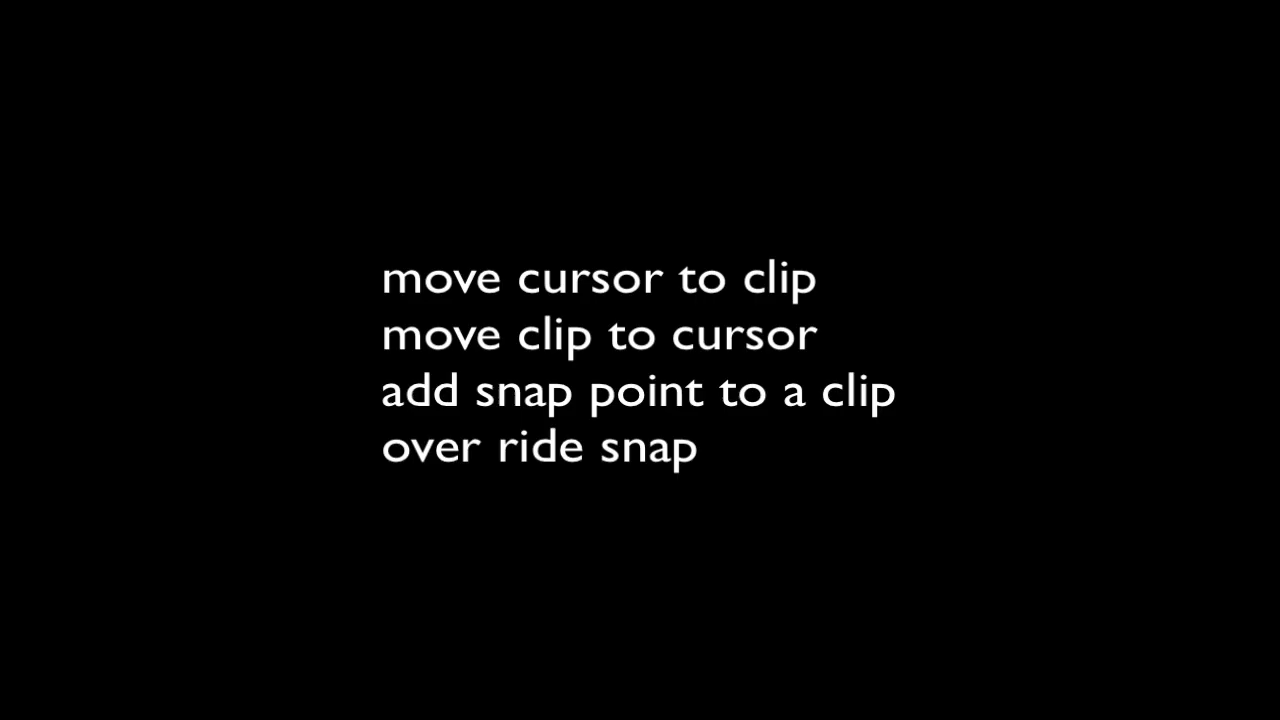 move cursor to clip
move clip to cursor
add snap point to a clip
over ride snap